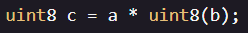 uint8 c = a * uint8(b);